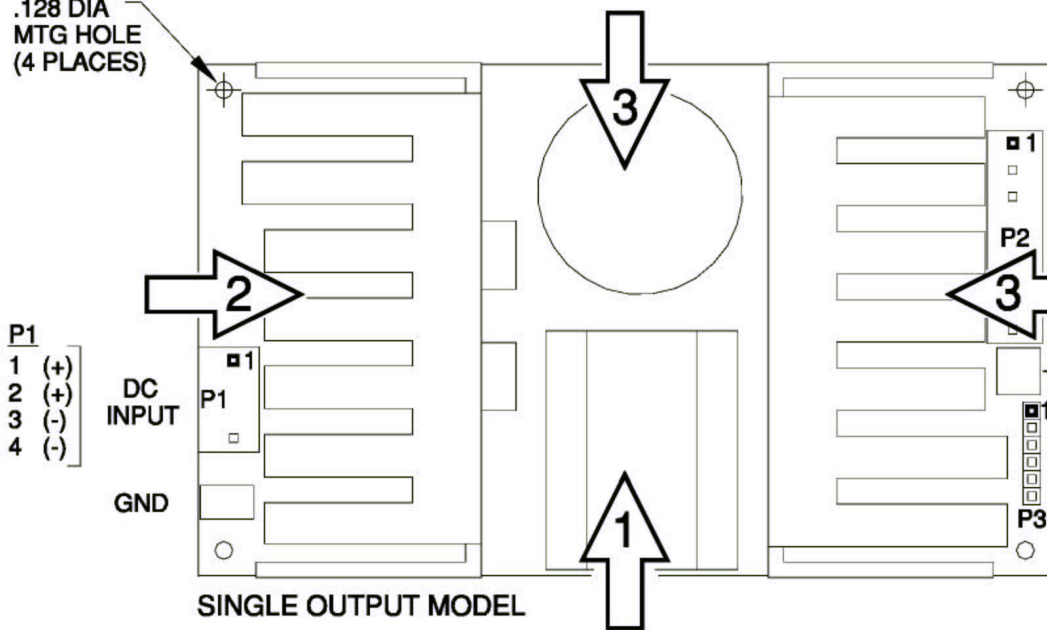 .128 DIA
MTG HOLE
(4 PLACES)
3
1
P2
2
3
P1
1 (+)
2 (+)
3 (-)
4 (-)
DC
INPUT
1
P1
GND
1
P3
1
SINGLE OUTPUT MODEL